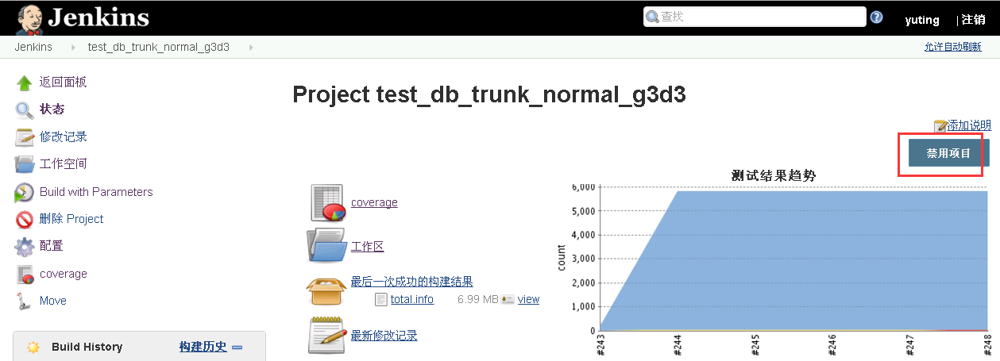 Jenkins
查找
yuting
| 注销
Jenkins
test_db_trunk_normal_g3d3
允许自动刷新
返回面板
状态
修改记录
工作空间
Build with Parameters
删除 Project
配置
coverage
Move
Build History
构建历史
Project test_db_trunk_normal_g3d3
添加说明
禁用项目
coverage
工作区
最后一次成功的构建结果
total.info 6.99 MB view
最新修改记录
测试结果趋势
count
6,000
5,000
4,000
3,000
2,000
1,000
0
#243
#244
#245
#246
#247
#248